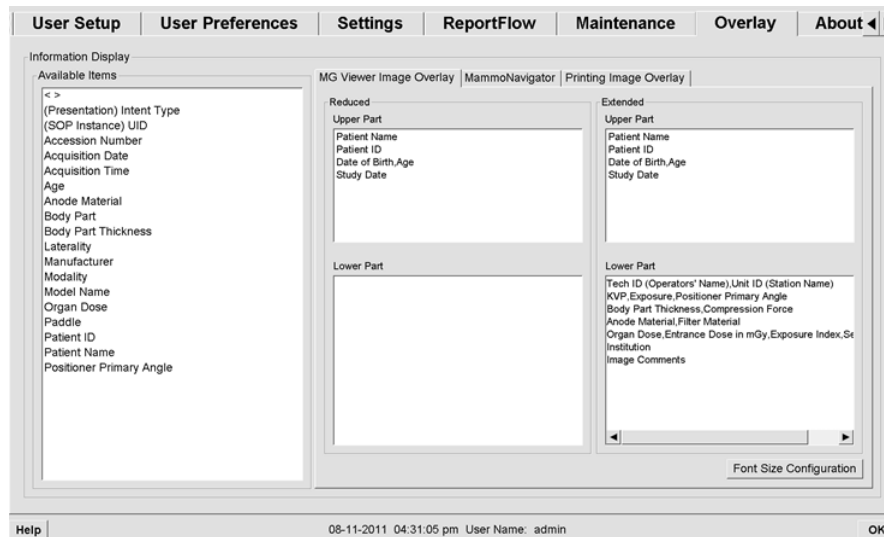 User Setup User Preferences Settings ReportFlow Maintenance Overlay About
Information Display
Available Items
< >
(Presentation) Intent Type
(SOP Instance) UID
Accession Number
Acquisition Date
Acquisition Time
Age
Anode Material
Body Part
Body Part Thickness
Laterality
Manufacturer
Modality
Model Name
Organ Dose
Paddle
Patient ID
Patient Name
Positioner Primary Angle
MG Viewer Image Overlay MammoNavigator Printing Image Overlay
Reduced
Upper Part
Patient Name
Patient ID
Date of Birth,Age
Study Date
Lower Part
Extended
Upper Part
Patient Name
Patient ID
Date of Birth,Age
Study Date
Lower Part
Tech ID (Operators' Name),Unit ID (Station Name)
KVP,Exposure,Positioner Primary Angle
Body Part Thickness,Compression Force
Anode Material,Filter Material
Organ Dose,Entrance Dose in mGy,Exposure Index,Se
Institution
Image Comments
Font Size Configuration
Help 08-11-2011 04:31:05 pm User Name: admin OK